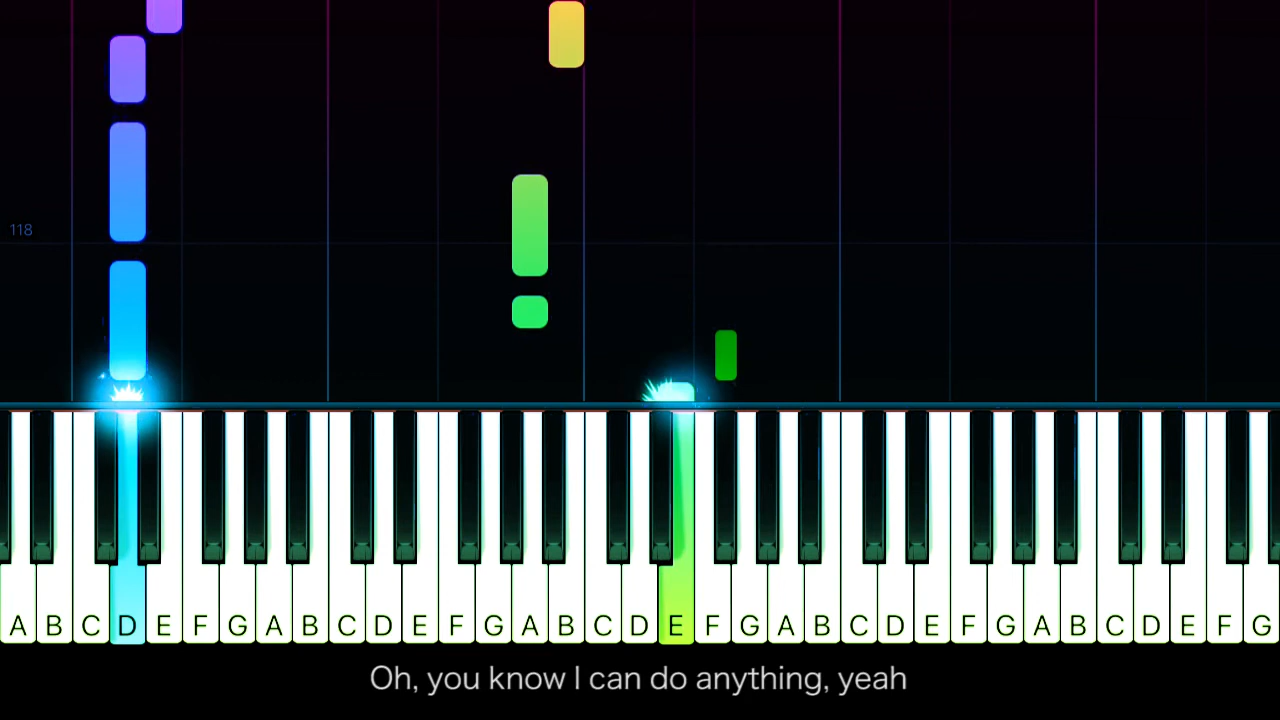 118
A B C D E F G A B C D E F G A B C D E F G A B C D E F G A B C D E F G
Oh, you know I can do anything, yeah